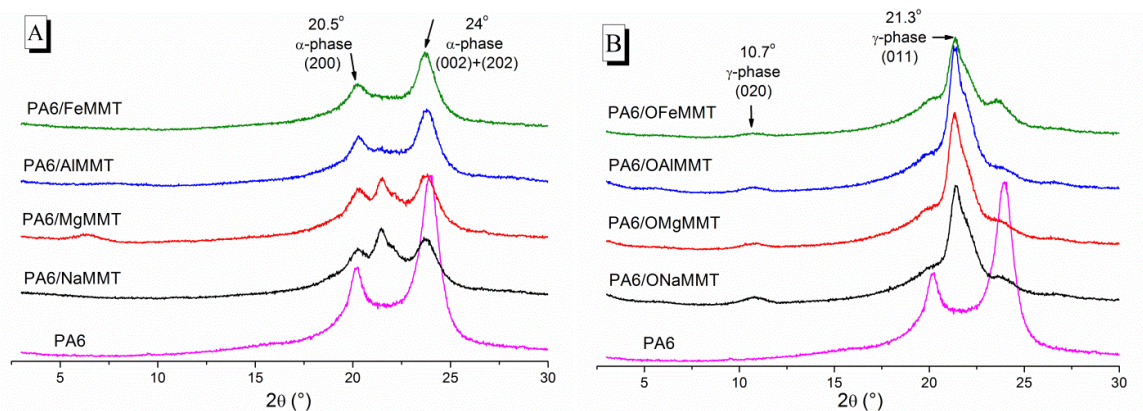 A
20.5°
α-phase
(200)
24°
α-phase
(002)+(202)
PA6/FeMMT
PA6/AlMMT
PA6/MgMMT
PA6/NaMMT
PA6
5
10
15
20
25
30
2θ (°)
B
10.7°
γ-phase
(020)
21.3°
γ-phase
(011)
PA6/OFeMMT
PA6/OAlMMT
PA6/OMgMMT
PA6/ONaMMT
PA6
5
10
15
20
25
30
2θ (°)